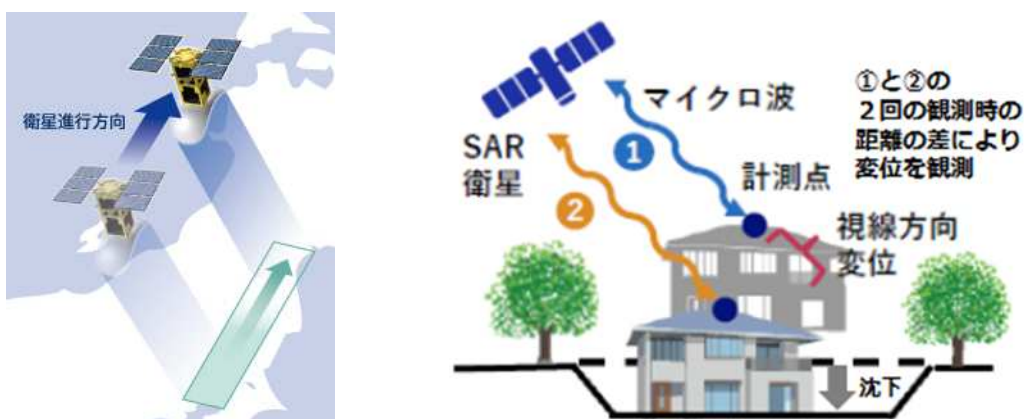 衛星進行方向
マイクロ波
①と②の
2回の観測時の
距離の差により
変位を観測
SAR
衛星
1
計測点
2
視線方向
変位
沈下